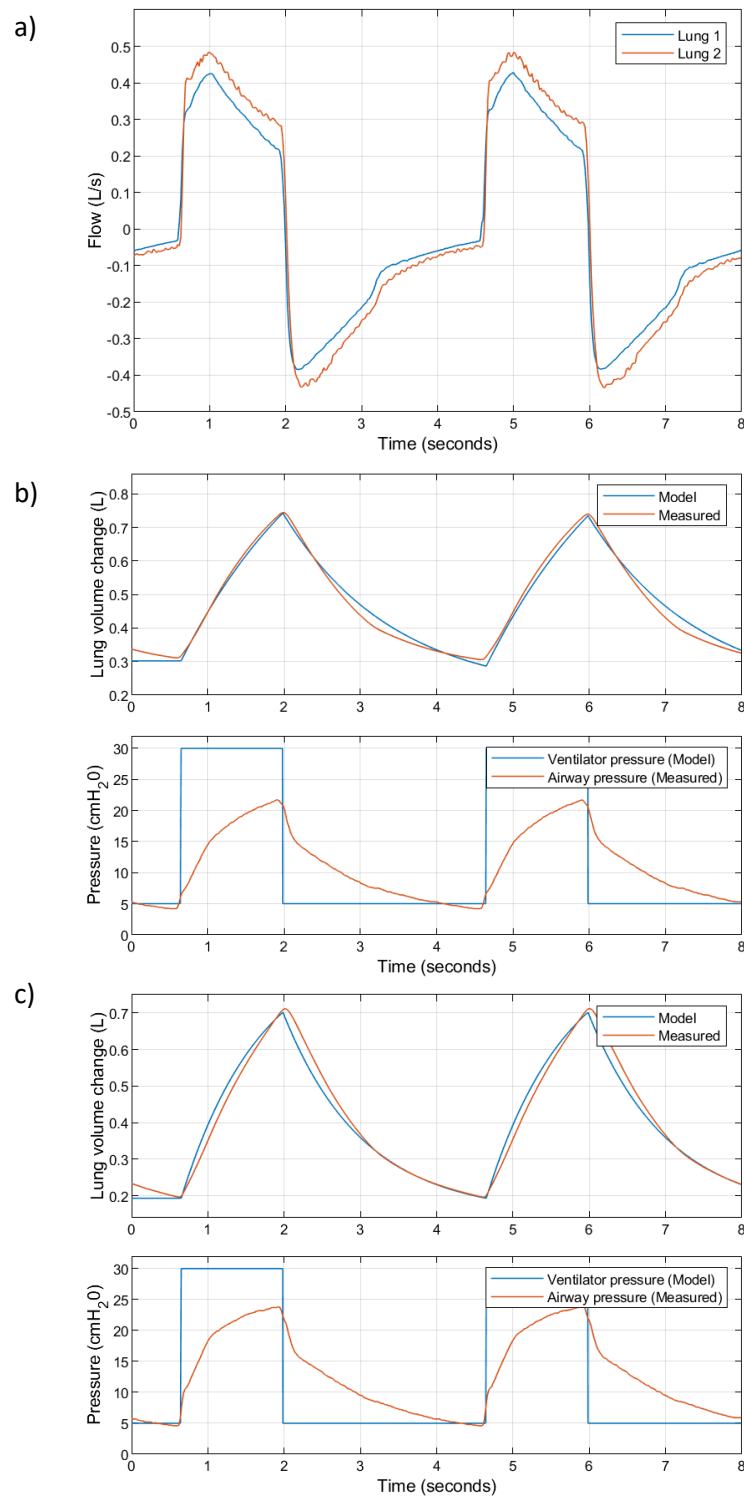 a)
Lung 1
Lung 2
0.5
0.4
0.3
0.2
0.1
0
-0.1
-0.2
-0.3
-0.4
-0.5
Flow (L/s)
0 1 2 3 4 5 6 7 8
Time (seconds)
b)
Model
Measured
0.8
0.7
0.6
0.5
0.4
0.3
0.2
Lung volume change (L)
0 1 2 3 4 5 6 7 8
Ventilator pressure (Model)
Airway pressure (Measured)
30
25
20
15
10
5
0
Pressure (cmH20)
0 1 2 3 4 5 6 7 8
Time (seconds)
c)
Model
Measured
0.7
0.6
0.5
0.4
0.3
0.2
Lung volume change (L)
0 1 2 3 4 5 6 7 8
Ventilator pressure (Model)
Airway pressure (Measured)
30
25
20
15
10
5
0
Pressure (cmH20)
0 1 2 3 4 5 6 7 8
Time (seconds)